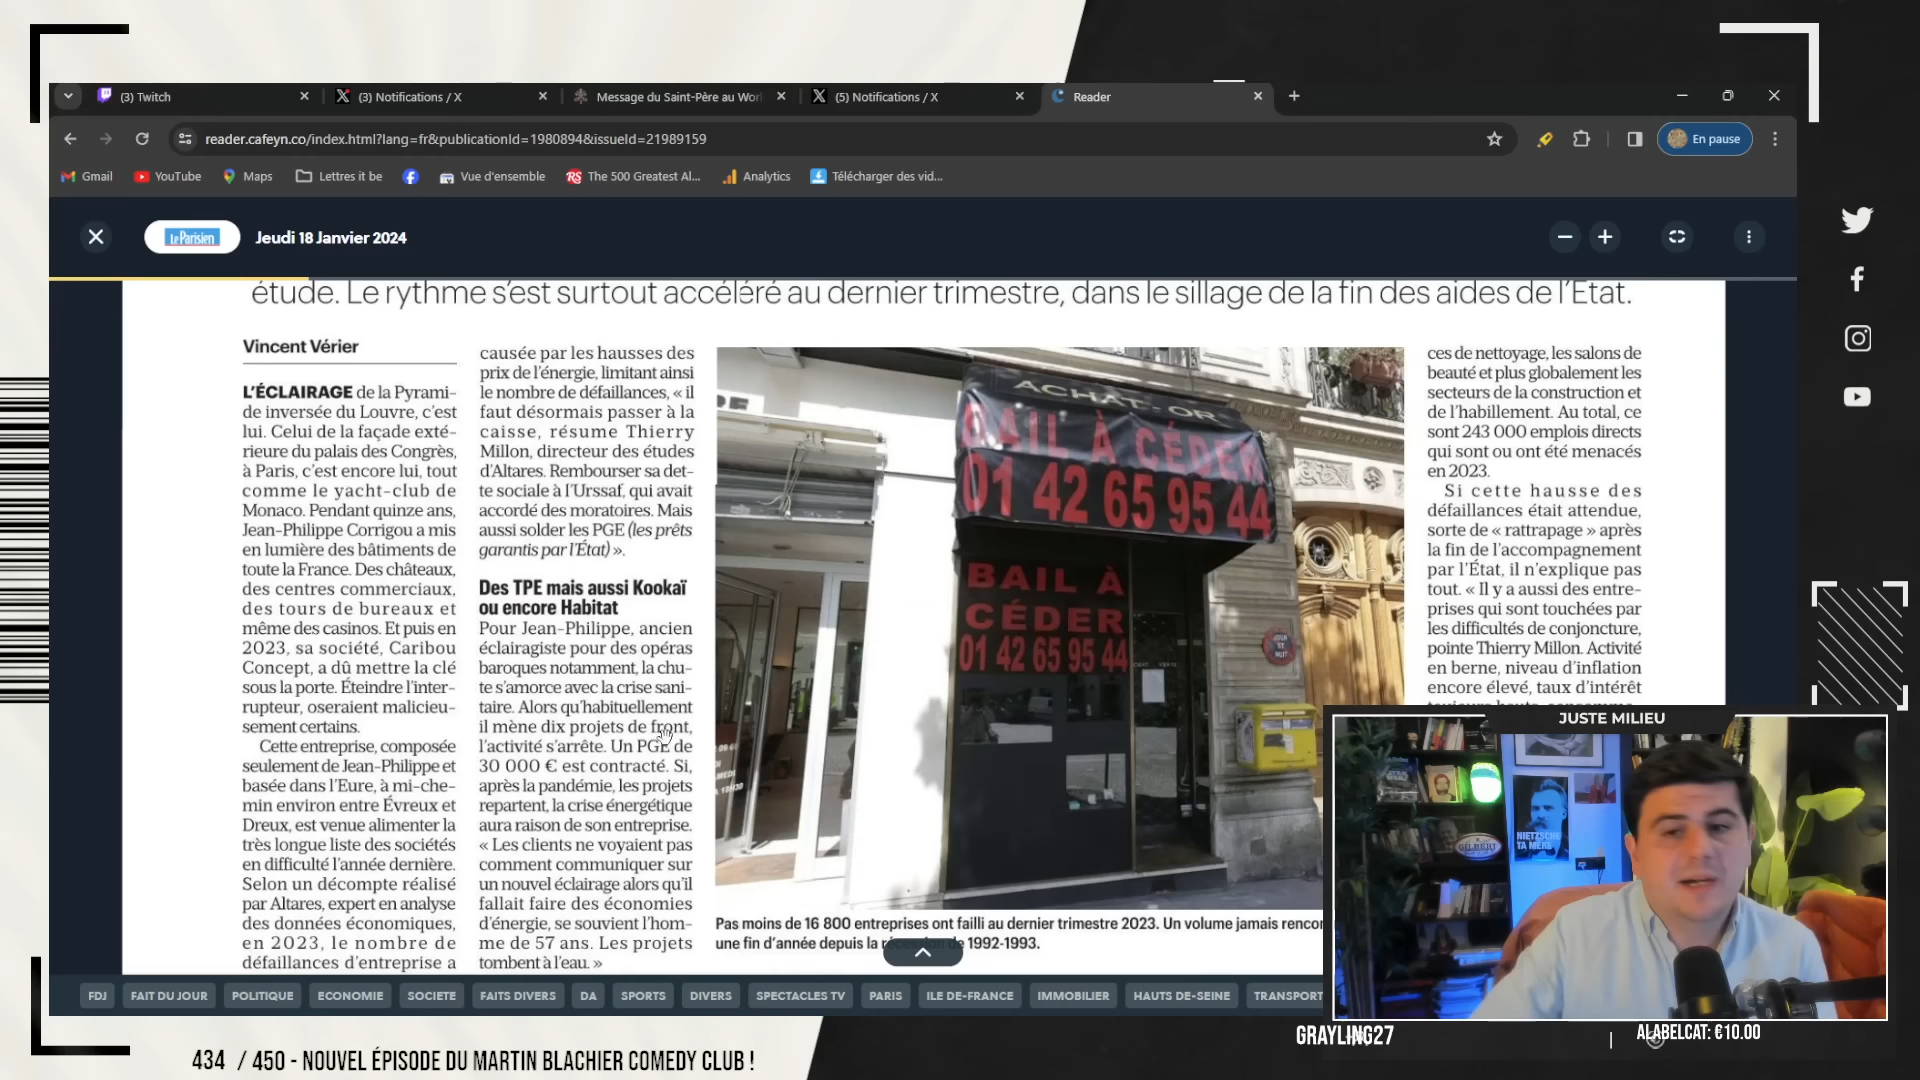 (3) Twitch
(3) Notifications / X
Message du Saint-Père au Worl
(5) Notifications / X
Reader
reader.cafeyn.co/index.html?lang=fr&publicationId=1980894&issueId=21989159
En pause
Gmail
YouTube
Maps
Lettres it be
Vue d'ensemble
The 500 Greatest Al...
Analytics
Télécharger des vid...
Le Parisien
Jeudi 18 Janvier 2024
étude. Le rythme s'est surtout accéléré au dernier trimestre, dans le sillage de la fin des aides de l'État.
Vincent Vérier
L'ÉCLAIRAGE de la Pyrami-
de inversée du Louvre, c'est
lui. Celui de la façade exté-
rieure du palais des Congrès,
à Paris, c'est encore lui, tout
comme le yacht-club de
Monaco. Pendant quinze ans,
Jean-Philippe Corrigou a mis
en lumière des bâtiments de
toute la France. Des châteaux,
des centres commerciaux,
des tours de bureaux et
même des casinos. Et puis en
2023, sa société, Caribou
Concept, a dû mettre la clé
sous la porte. Éteindre l'inter-
rupteur, oseraient malicieu-
sement certains.
Cette entreprise, composée
seulement de Jean-Philippe et
basée dans l'Eure, à mi-che-
min environ entre Évreux et
Dreux, est venue alimenter la
très longue liste des sociétés
en difficulté l'année dernière.
Selon un décompte réalisé
par Altares, expert en analyse
des données économiques,
en 2023, le nombre de
défaillances d'entreprise a
causée par les hausses des
prix de l'énergie, limitant ainsi
le nombre de défaillances, « il
faut désormais passer à la
caisse, résume Thierry
Millon, directeur des études
d'Altares. Rembourser sa det-
te sociale à l'Urssaf, qui avait
accordé des moratoires. Mais
aussi solder les PGE (les prêts
garantis par l'État) ».
Des TPE mais aussi Kookaï
ou encore Habitat
Pour Jean-Philippe, ancien
éclairagiste pour des opéras
baroques notamment, la chu-
te s'amorce avec la crise sani-
taire. Alors qu'habituellement
il mène dix projets de front,
l'activité s'arrête. Un PGE de
30 000 € est contracté. Si,
après la pandémie, les projets
repartent, la crise énergétique
aura raison de son entreprise.
« Les clients ne voyaient pas
comment communiquer sur
un nouvel éclairage alors qu'il
fallait faire des économies
d'énergie, se souvient l'hom-
me de 57 ans. Les projets
tombent à l'eau. »
ACHAT-OR
BAIL À CÉDER
01 42 65 95 44
BAIL À
CÉDER
01 42 65 95 44
Pas moins de 16 800 entreprises ont failli au dernier trimestre 2023. Un volume jamais rencon
une fin d'année depuis la récession de 1992-1993.
ces de nettoyage, les salons de
beauté et plus globalement les
secteurs de la construction et
de l'habillement. Au total, ce
sont 243 000 emplois directs
qui sont ou ont été menacés
en 2023.
Si cette hausse des
défaillances était attendue,
sorte de « rattrapage » après
la fin de l'accompagnement
par l'État, il n'explique pas
tout. « Il y a aussi des entre-
prises qui sont touchées par
les difficultés de conjoncture,
pointe Thierry Millon. Activité
en berne, niveau d'inflation
encore élevé, taux d'intérêt
JUSTE MILIEU
NIETZSCHE
TA MÈRE
GILBERT
FDJ
FAIT DU JOUR
POLITIQUE
ECONOMIE
SOCIETE
FAITS DIVERS
DA
SPORTS
DIVERS
SPECTACLES TV
PARIS
ILE DE-FRANCE
IMMOBILIER
HAUTS DE-SEINE
TRANSPORT
434 / 450 - NOUVEL ÉPISODE DU MARTIN BLACHIER COMEDY CLUB !
GRAYLING27
ALABELCAT: €10.00